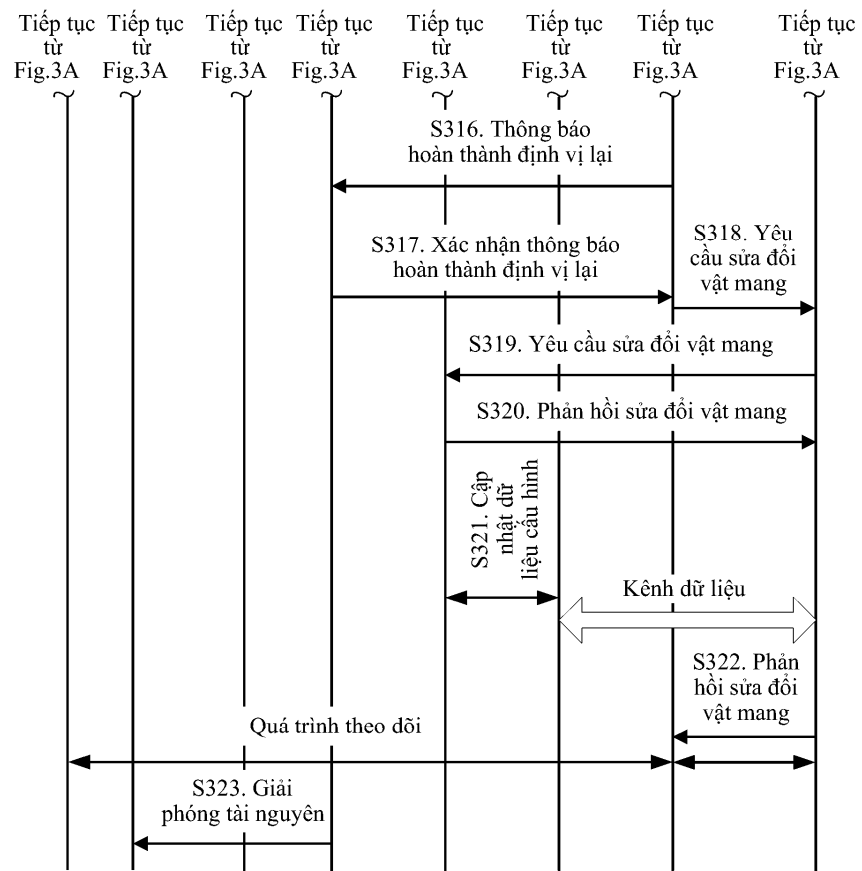 Tiếp tục
từ
Fig.3A
Tiếp tục
từ
Fig.3A
Tiếp tục
từ
Fig.3A
Tiếp tục
từ
Fig.3A
Tiếp tục
từ
Fig.3A
Tiếp tục
từ
Fig.3A
Tiếp tục
từ
Fig.3A
Tiếp tục
từ
Fig.3A
S316. Thông báo
hoàn thành định vị lại
S317. Xác nhận thông báo
hoàn thành định vị lại
S318. Yêu
cầu sửa đổi
vật mang
S319. Yêu cầu sửa đổi vật mang
S320. Phản hồi sửa đổi vật mang
S321. Cập
nhật dữ
liệu cấu hình
Kênh dữ liệu
S322. Phản
hồi sửa đổi
vật mang
Quá trình theo dõi
S323. Giải
phóng tài nguyên